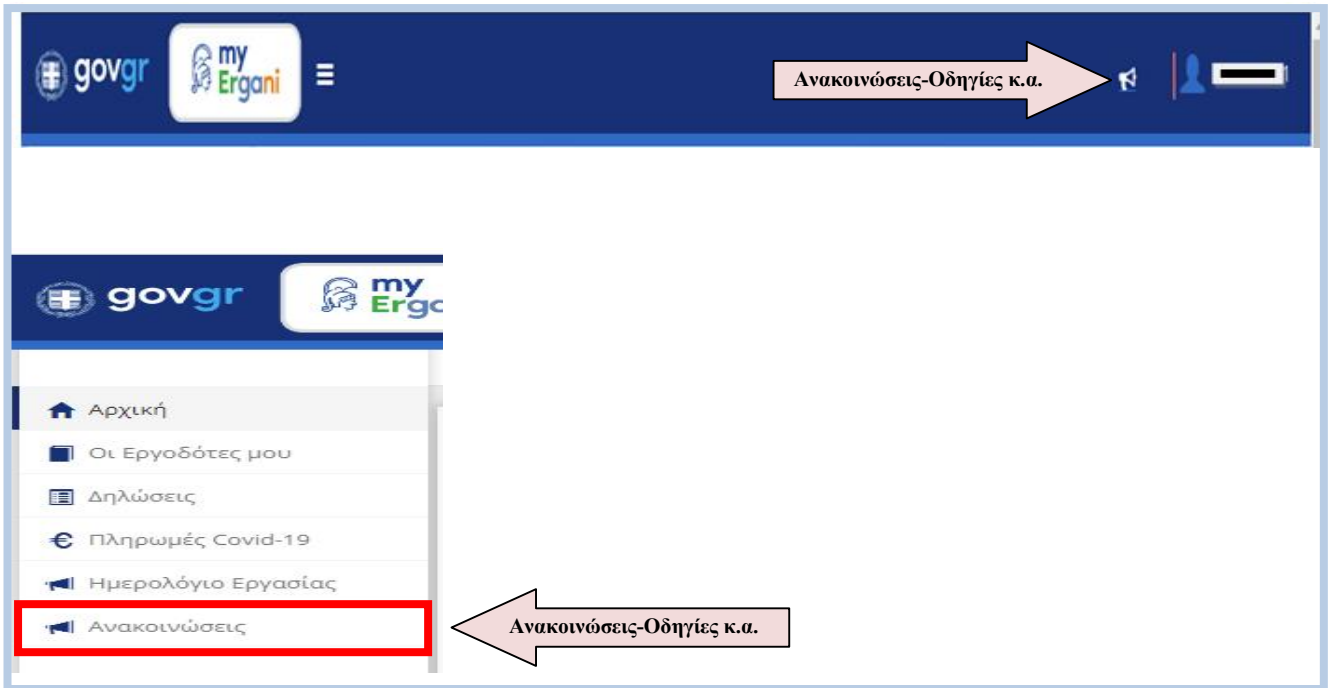 govgr
my
Ergani
Ανακοινώσεις-Οδηγίες κ.α.
govgr
my
Ergo
Αρχική
Οι Εργοδότες μου
Δηλώσεις
Πληρωμές Covid-19
Ημερολόγιο Εργασίας
Ανακοινώσεις
Ανακοινώσεις-Οδηγίες κ.α.